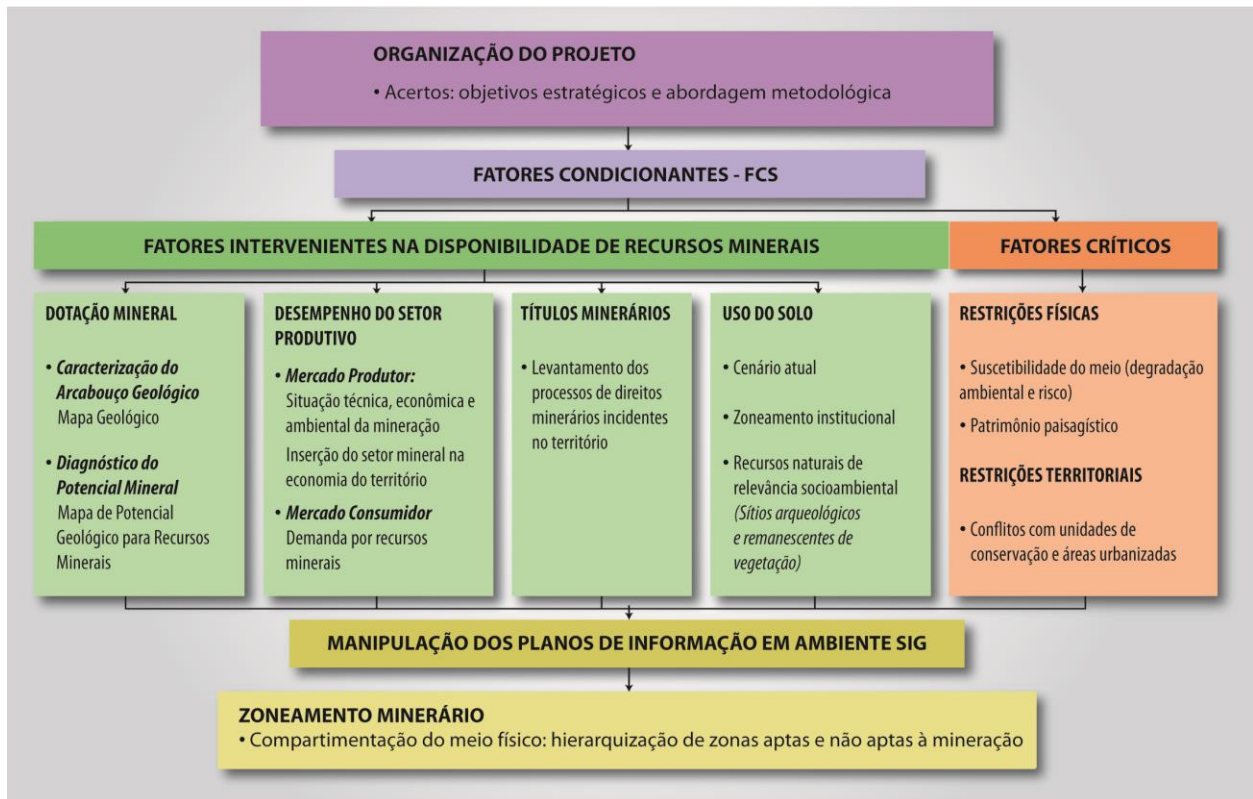 ORGANIZAÇÃO DO PROJETO
• Acertos: objetivos estratégicos e abordagem metodológica
FATORES CONDICIONANTES - FCS
FATORES INTERVENIENTES NA DISPONIBILIDADE DE RECURSOS MINERAIS
FATORES CRÍTICOS
DOTAÇÃO MINERAL
• Caracterização do
Arcabouço Geológico
Mapa Geológico
• Diagnóstico do
Potencial Mineral
Mapa de Potencial
Geológico para Recursos
Minerais
DESEMPENHO DO SETOR
PRODUTIVO
• Mercado Produtor:
Situação técnica, econômica e
ambiental da mineração
Inserção do setor mineral na
economia do território
• Mercado Consumidor
Demanda por recursos
minerais
TÍTULOS MINERÁRIOS
• Levantamento dos
processos de direitos
minerários incidentes
no território
USO DO SOLO
• Cenário atual
• Zoneamento institucional
• Recursos naturais de
relevância socioambiental
(Sítios arqueológicos
e remanescentes de
vegetação)
RESTRIÇÕES FÍSICAS
• Suscetibilidade do meio (degradação
ambiental e risco)
• Patrimônio paisagístico
RESTRIÇÕES TERRITORIAIS
• Conflitos com unidades de
conservação e áreas urbanizadas
MANIPULAÇÃO DOS PLANOS DE INFORMAÇÃO EM AMBIENTE SIG
ZONEAMENTO MINERÁRIO
• Compartimentação do meio físico: hierarquização de zonas aptas e não aptas à mineração